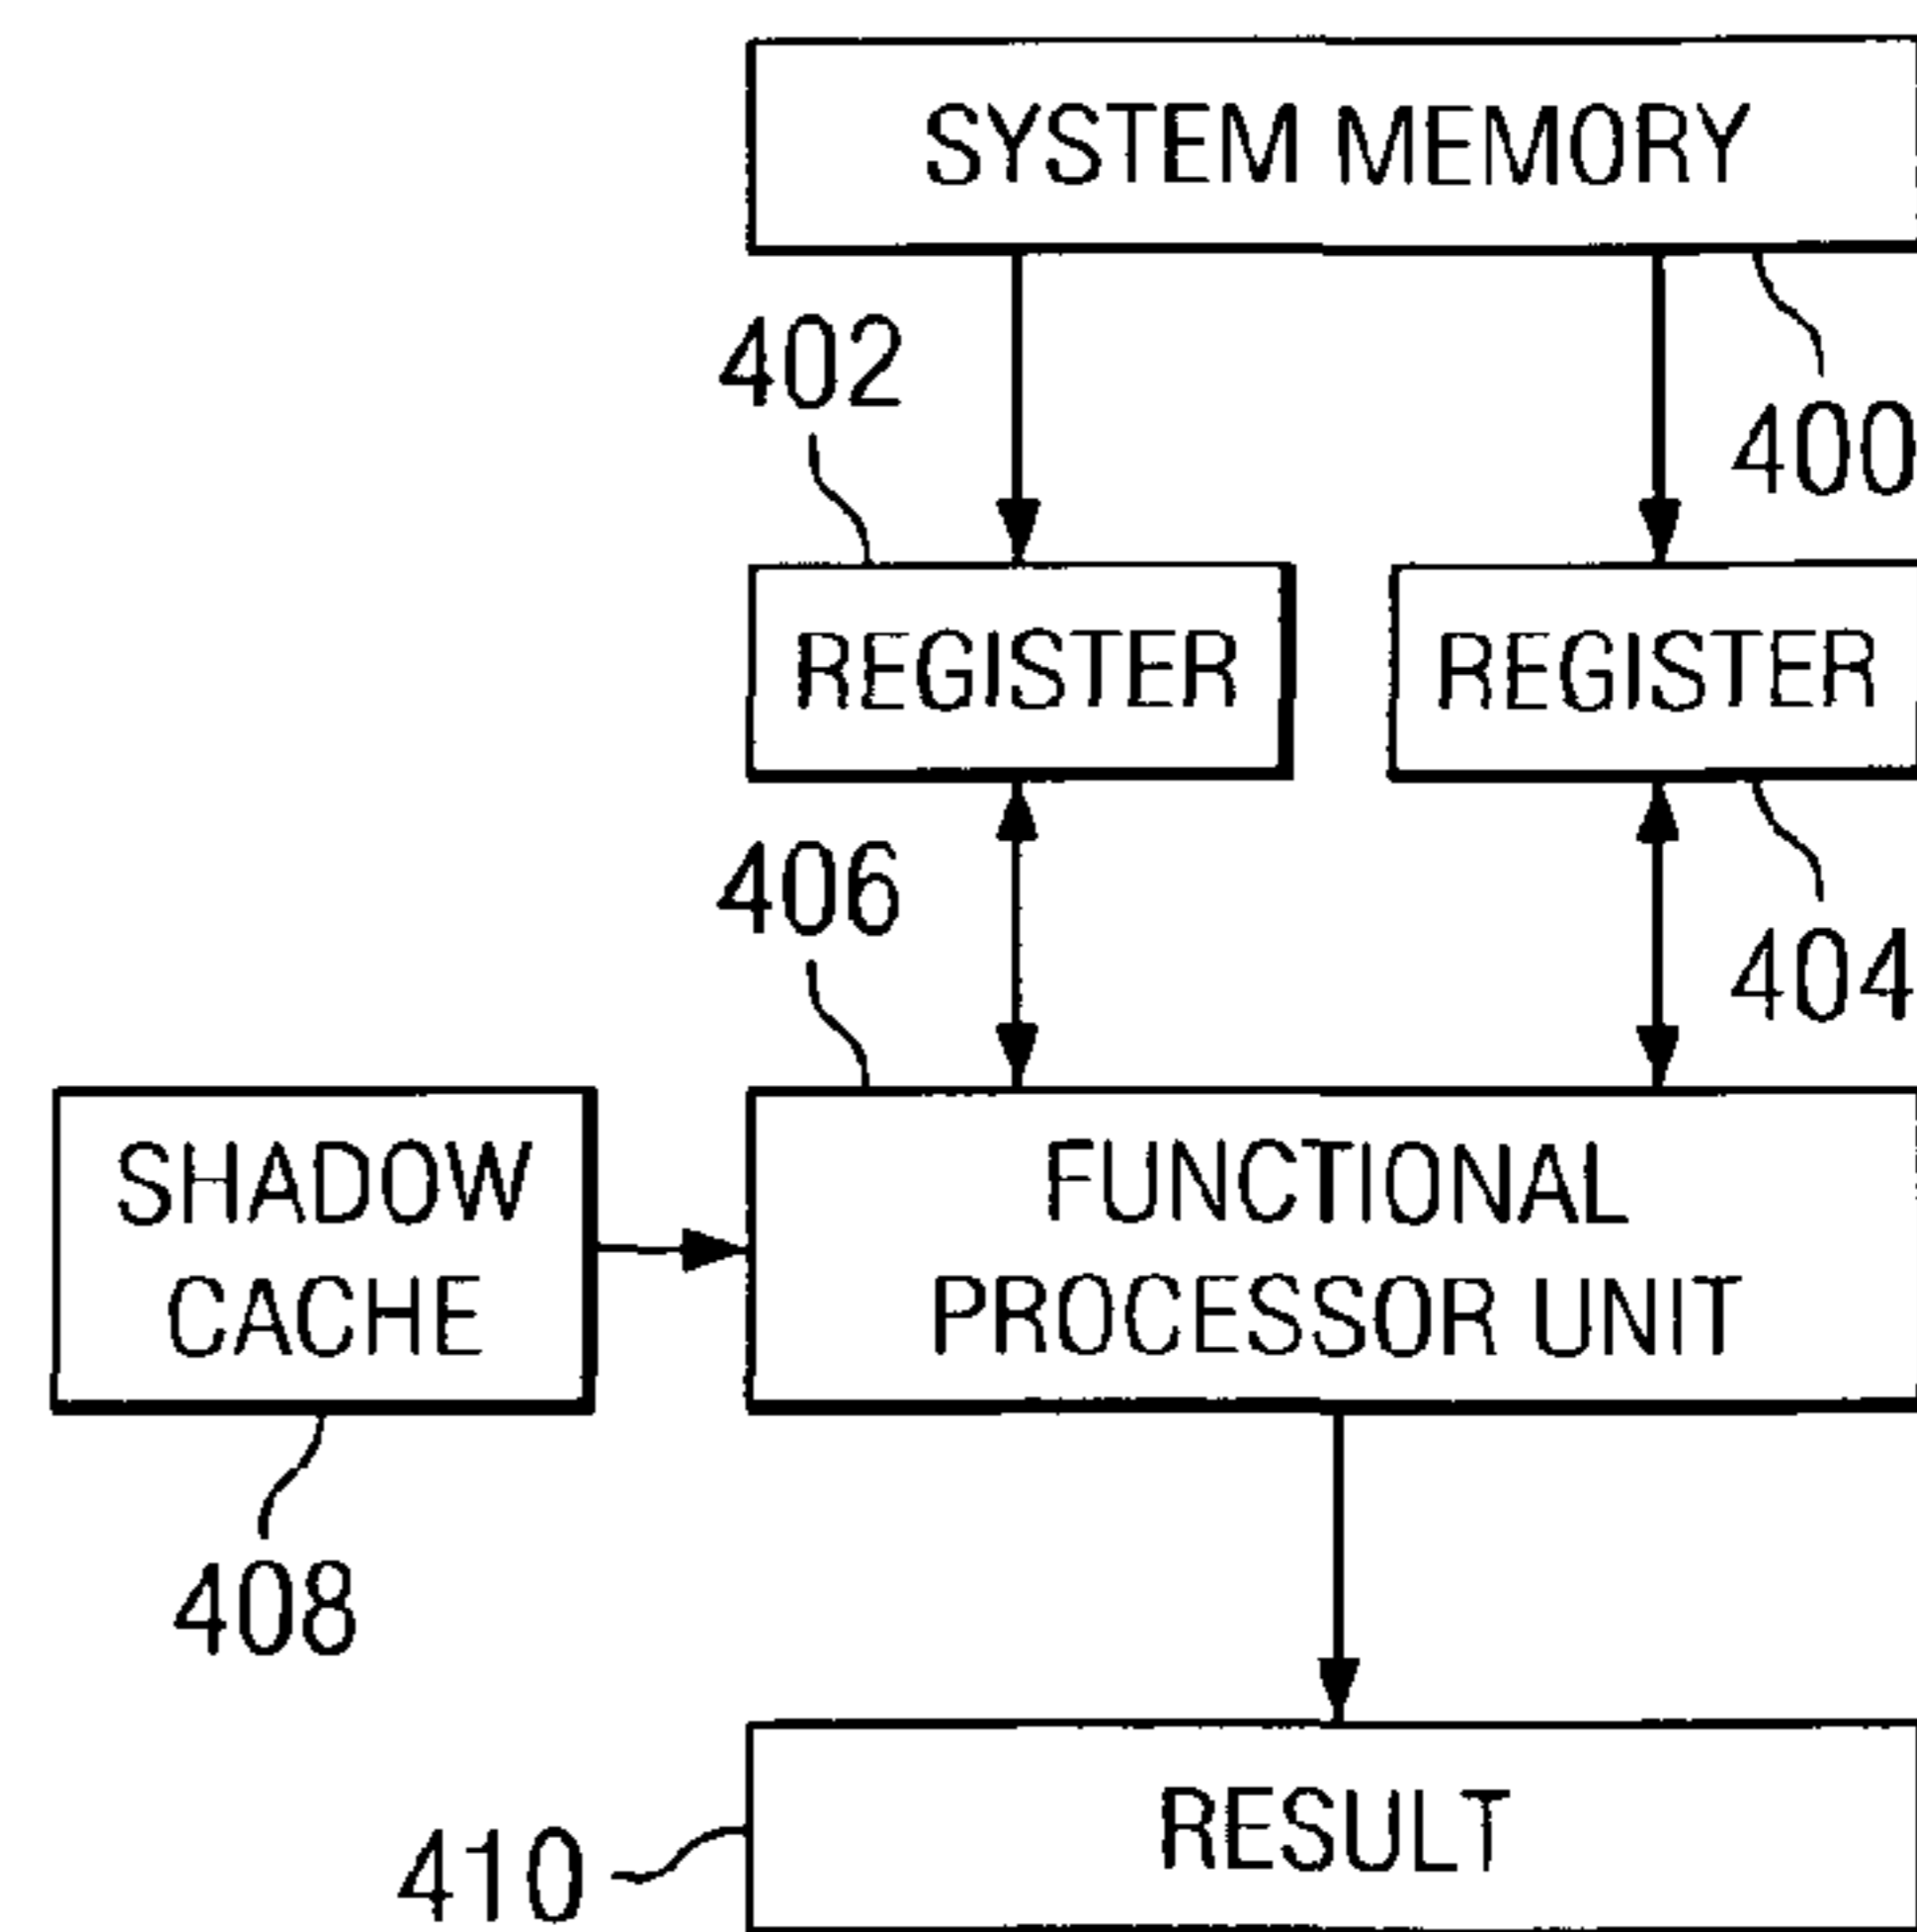 SYSTEM MEMORY
402
400
REGISTER
REGISTER
406
404
SHADOW
CACHE
FUNCTIONAL
PROCESSOR UNIT
408
RESULT
410